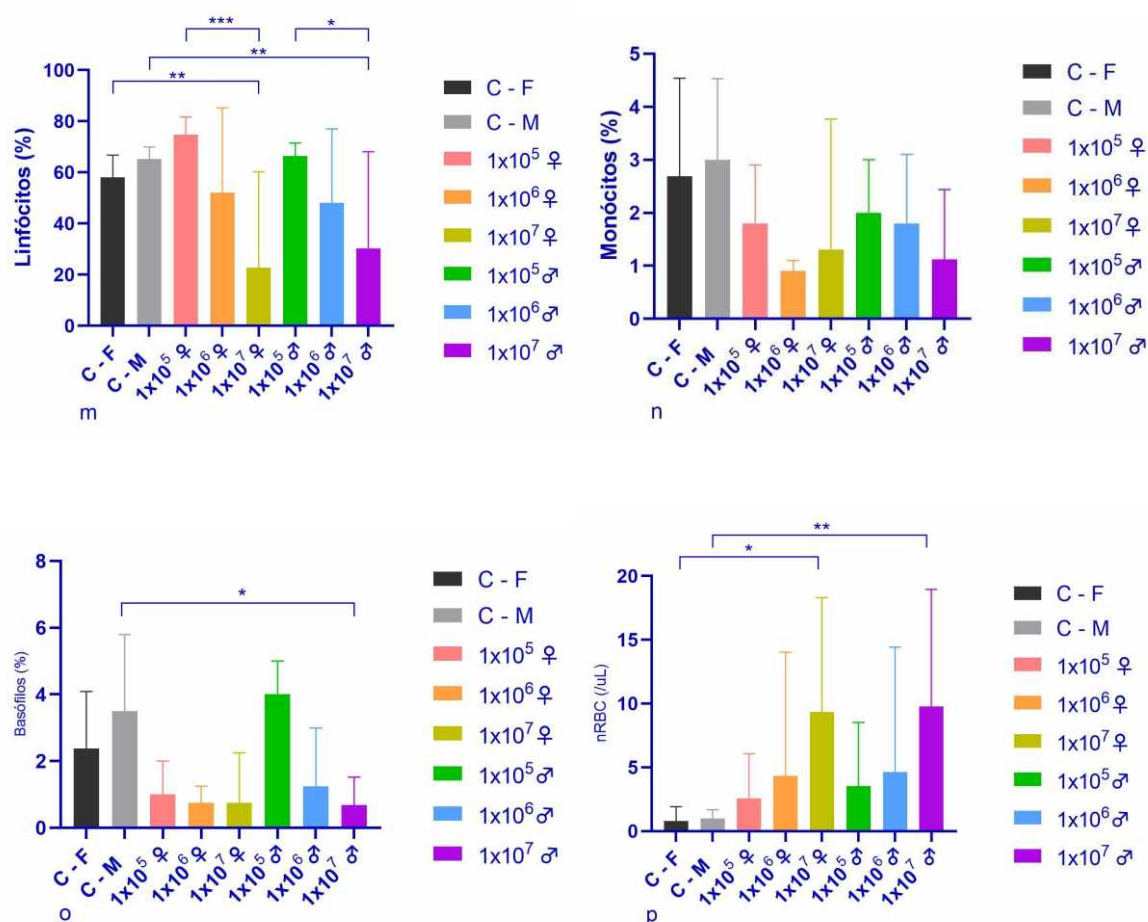 *** *
**
**
Linfócitos (%)
100
80
60
40
20
0
C - F
C - M
1x10⁵ ♀
1x10⁶ ♀
1x10⁷ ♀
1x10⁵ ♂
1x10⁶ ♂
1x10⁷ ♂
C - F
C - M
1x10⁵ ♀
1x10⁶ ♀
1x10⁷ ♀
1x10⁵ ♂
1x10⁶ ♂
1x10⁷ ♂
m
Monócitos (%)
5
4
3
2
1
0
C - F
C - M
1x10⁵ ♀
1x10⁶ ♀
1x10⁷ ♀
1x10⁵ ♂
1x10⁶ ♂
1x10⁷ ♂
C - F
C - M
1x10⁵ ♀
1x10⁶ ♀
1x10⁷ ♀
1x10⁵ ♂
1x10⁶ ♂
1x10⁷ ♂
n
*
Basófilos (%)
8
6
4
2
0
C - F
C - M
1x10⁵ ♀
1x10⁶ ♀
1x10⁷ ♀
1x10⁵ ♂
1x10⁶ ♂
1x10⁷ ♂
C - F
C - M
1x10⁵ ♀
1x10⁶ ♀
1x10⁷ ♀
1x10⁵ ♂
1x10⁶ ♂
1x10⁷ ♂
o
**
*
nRBC (/uL)
20
15
10
5
0
C - F
C - M
1x10⁵ ♀
1x10⁶ ♀
1x10⁷ ♀
1x10⁵ ♂
1x10⁶ ♂
1x10⁷ ♂
C - F
C - M
1x10⁵ ♀
1x10⁶ ♀
1x10⁷ ♀
1x10⁵ ♂
1x10⁶ ♂
1x10⁷ ♂
p